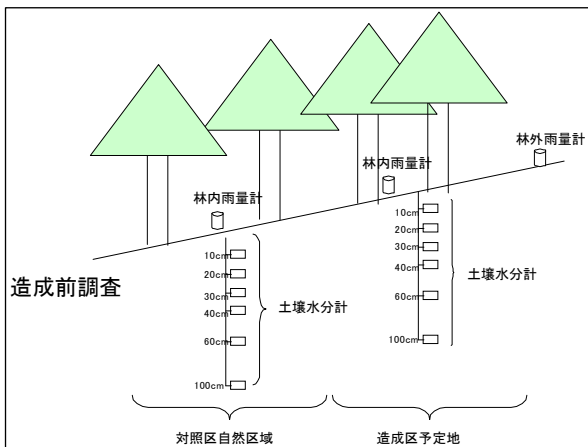 林外雨量計
林内雨量計
林内雨量計
10cm
20cm
30cm
40cm
60cm
100cm
土壌水分計
造成前調査
10cm
20cm
30cm
40cm
60cm
100cm
土壌水分計
対照区自然区域
造成区予定地